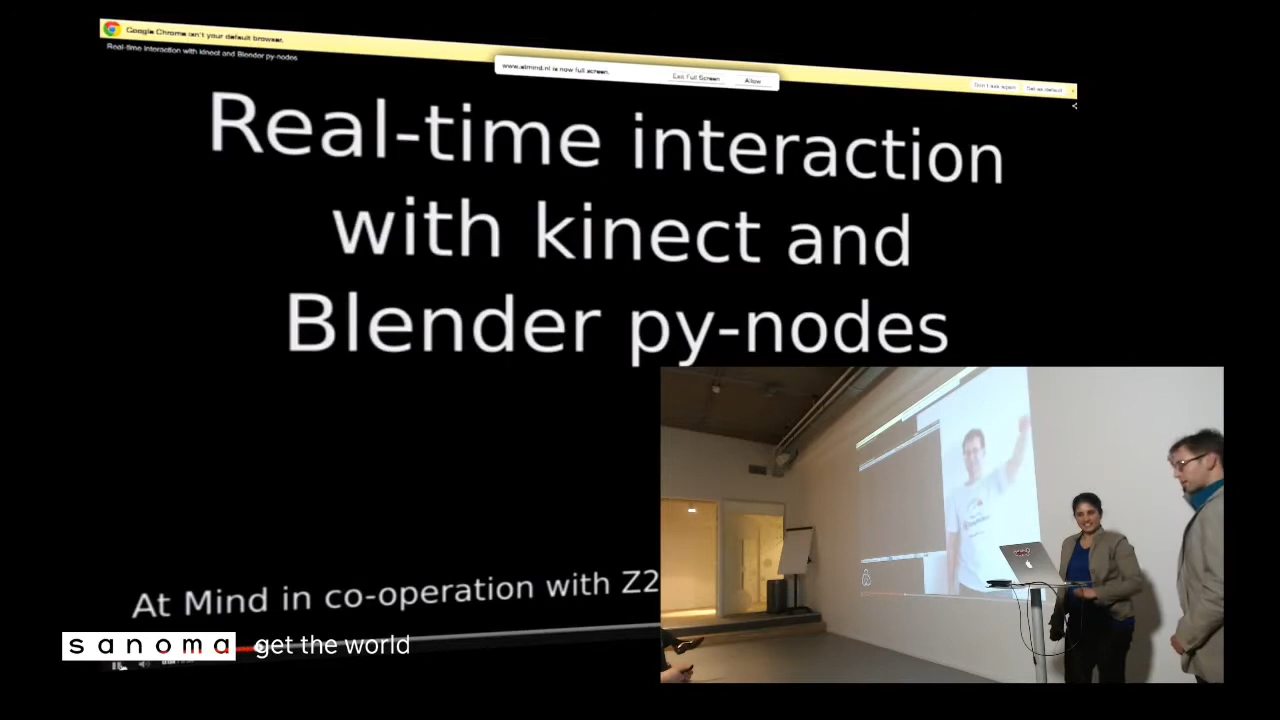 Google Chrome isn't your default browser.
Real-time interaction with kinect and Blender py-nodes
www.atmind.nl is now full screen.
Exit Full Screen
Allow
Don't ask again
Set as default
Real-time interaction
with kinect and
Blender py-nodes
At Mind in co-operation with Z2
sanoma
get the world